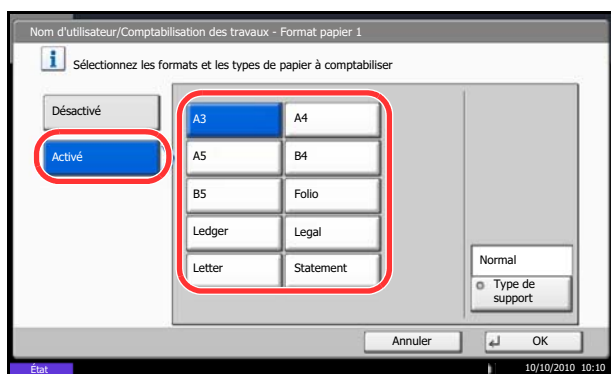 Nom d'utilisateur/Comptabilisation des travaux - Format papier 1
Sélectionnez les formats et les types de papier à comptabiliser
Désactivé
Activé
A3
A4
A5
B4
B5
Folio
Ledger
Legal
Letter
Statement
Normal
Type de
support
Annuler
OK
État
10/10/2010 10:10